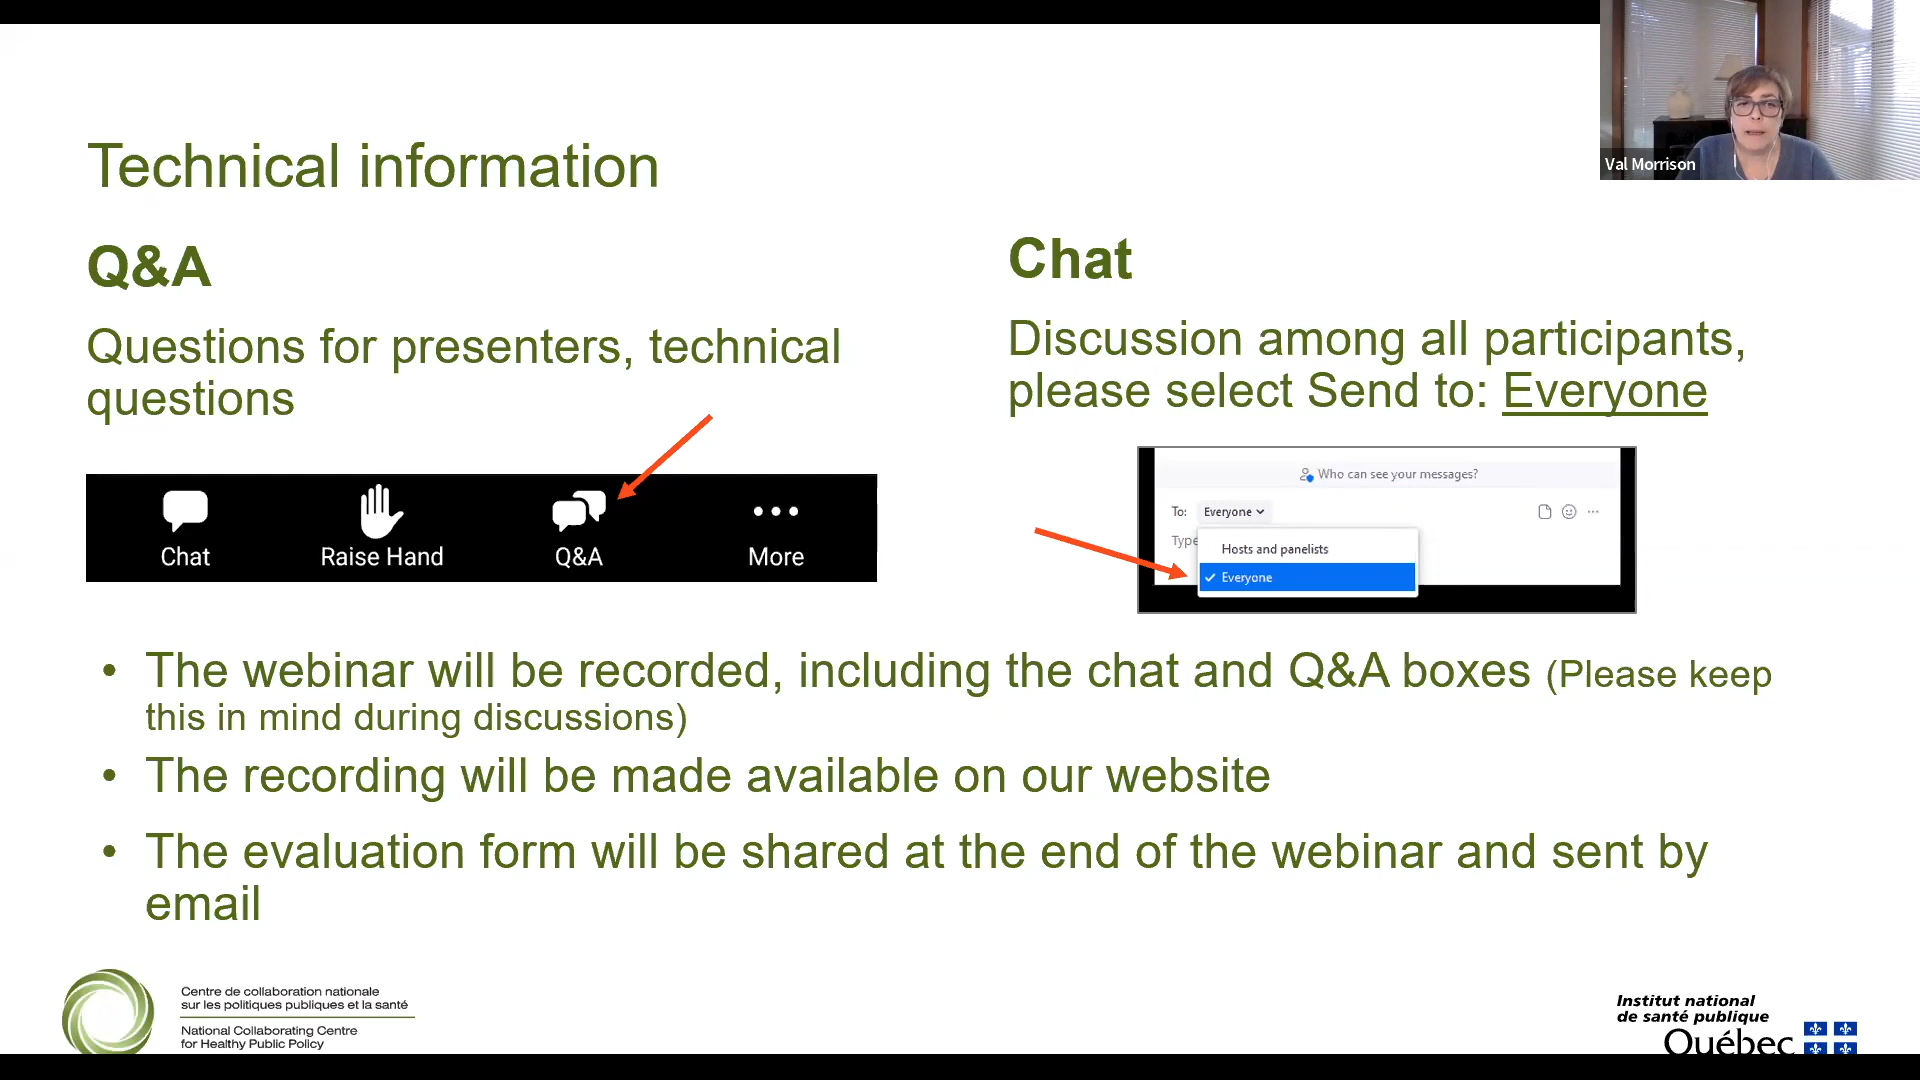 Val Morrison
Technical information
Q&A
Questions for presenters, technical
questions
Chat
Raise Hand
Q&A
More
Chat
Discussion among all participants,
please select Send to: Everyone
Who can see your messages?
To: Everyone
Type
Hosts and panelists
Everyone
• The webinar will be recorded, including the chat and Q&A boxes (Please keep
this in mind during discussions)
• The recording will be made available on our website
• The evaluation form will be shared at the end of the webinar and sent by
email
Centre de collaboration nationale
sur les politiques publiques et la santé
National Collaborating Centre
for Healthy Public Policy
Institut national
de santé publique
Québec